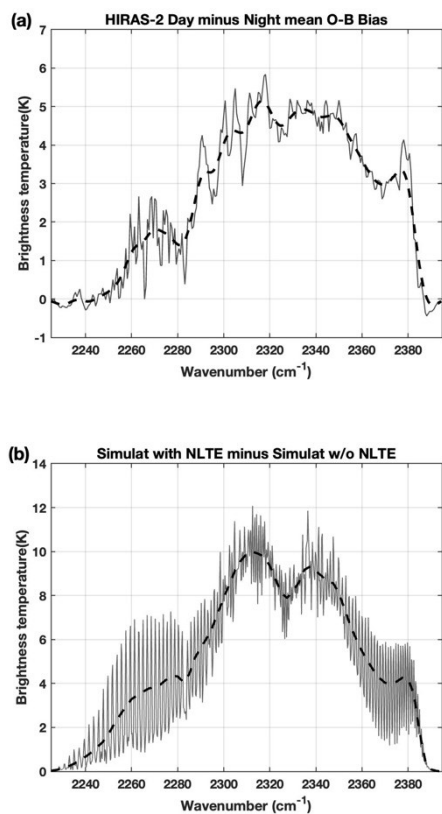 (a)
HIRAS-2 Day minus Night mean O-B Bias
7
6
5
4
3
2
1
0
-1
Brightness temperature(K)
2240 2260 2280 2300 2320 2340 2360 2380
Wavenumber (cm-1)
(b)
Simulat with NLTE minus Simulat w/o NLTE
14
12
10
8
6
4
2
0
Brightness temperature(K)
2240 2260 2280 2300 2320 2340 2360 2380
Wavenumber (cm-1)